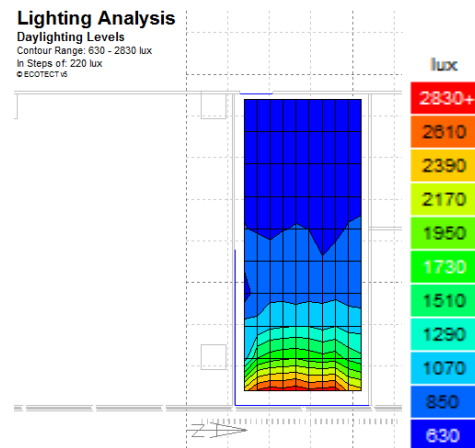 Lighting Analysis
Daylighting Levels
Contour Range: 630 - 2830 lux
In Steps of: 220 lux
© ECOTECT v5
lux
2830+
2610
2390
2170
1950
1730
1510
1290
1070
850
630
N